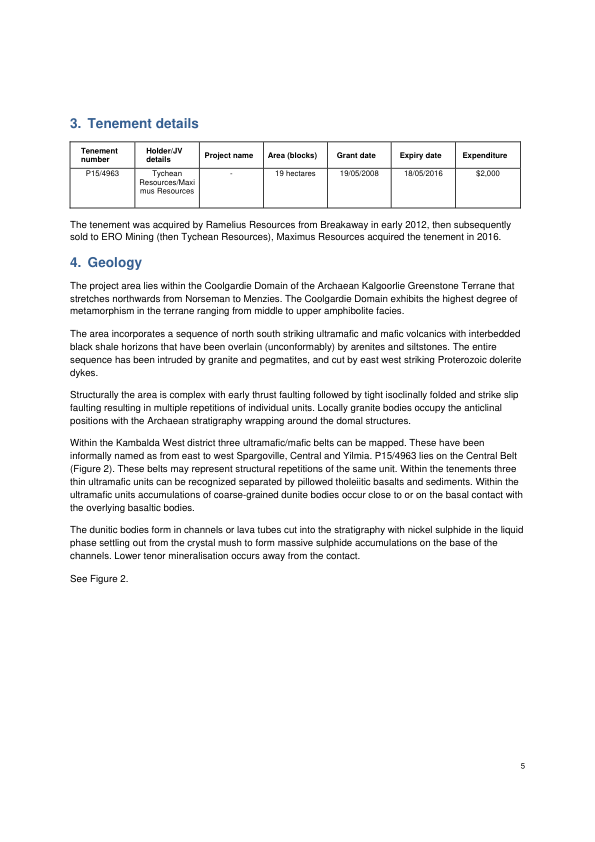 3. Tenement details
Tenement number Holder/JV details Project name Area (blocks) Grant date Expiry date Expenditure
P15/4963 Tychean Resources/Maximus Resources - 19 hectares 19/05/2008 18/05/2016 $2,000
The tenement was acquired by Ramelius Resources from Breakaway in early 2012, then subsequently
sold to ERO Mining (then Tychean Resources), Maximus Resources acquired the tenement in 2016.
4. Geology
The project area lies within the Coolgardie Domain of the Archaean Kalgoorlie Greenstone Terrane that
stretches northwards from Norseman to Menzies. The Coolgardie Domain exhibits the highest degree of
metamorphism in the terrane ranging from middle to upper amphibolite facies.
The area incorporates a sequence of north south striking ultramafic and mafic volcanics with interbedded
black shale horizons that have been overlain (unconformably) by arenites and siltstones. The entire
sequence has been intruded by granite and pegmatites, and cut by east west striking Proterozoic dolerite
dykes.
Structurally the area is complex with early thrust faulting followed by tight isoclinally folded and strike slip
faulting resulting in multiple repetitions of individual units. Locally granite bodies occupy the anticlinal
positions with the Archaean stratigraphy wrapping around the domal structures.
Within the Kambalda West district three ultramafic/mafic belts can be mapped. These have been
informally named as from east to west Spargoville, Central and Yilmia. P15/4963 lies on the Central Belt
(Figure 2). These belts may represent structural repetitions of the same unit. Within the tenements three
thin ultramafic units can be recognized separated by pillowed tholeiitic basalts and sediments. Within the
ultramafic units accumulations of coarse-grained dunite bodies occur close to or on the basal contact with
the overlying basaltic bodies.
The dunitic bodies form in channels or lava tubes cut into the stratigraphy with nickel sulphide in the liquid
phase settling out from the crystal mush to form massive sulphide accumulations on the base of the
channels. Lower tenor mineralisation occurs away from the contact.
See Figure 2.
5